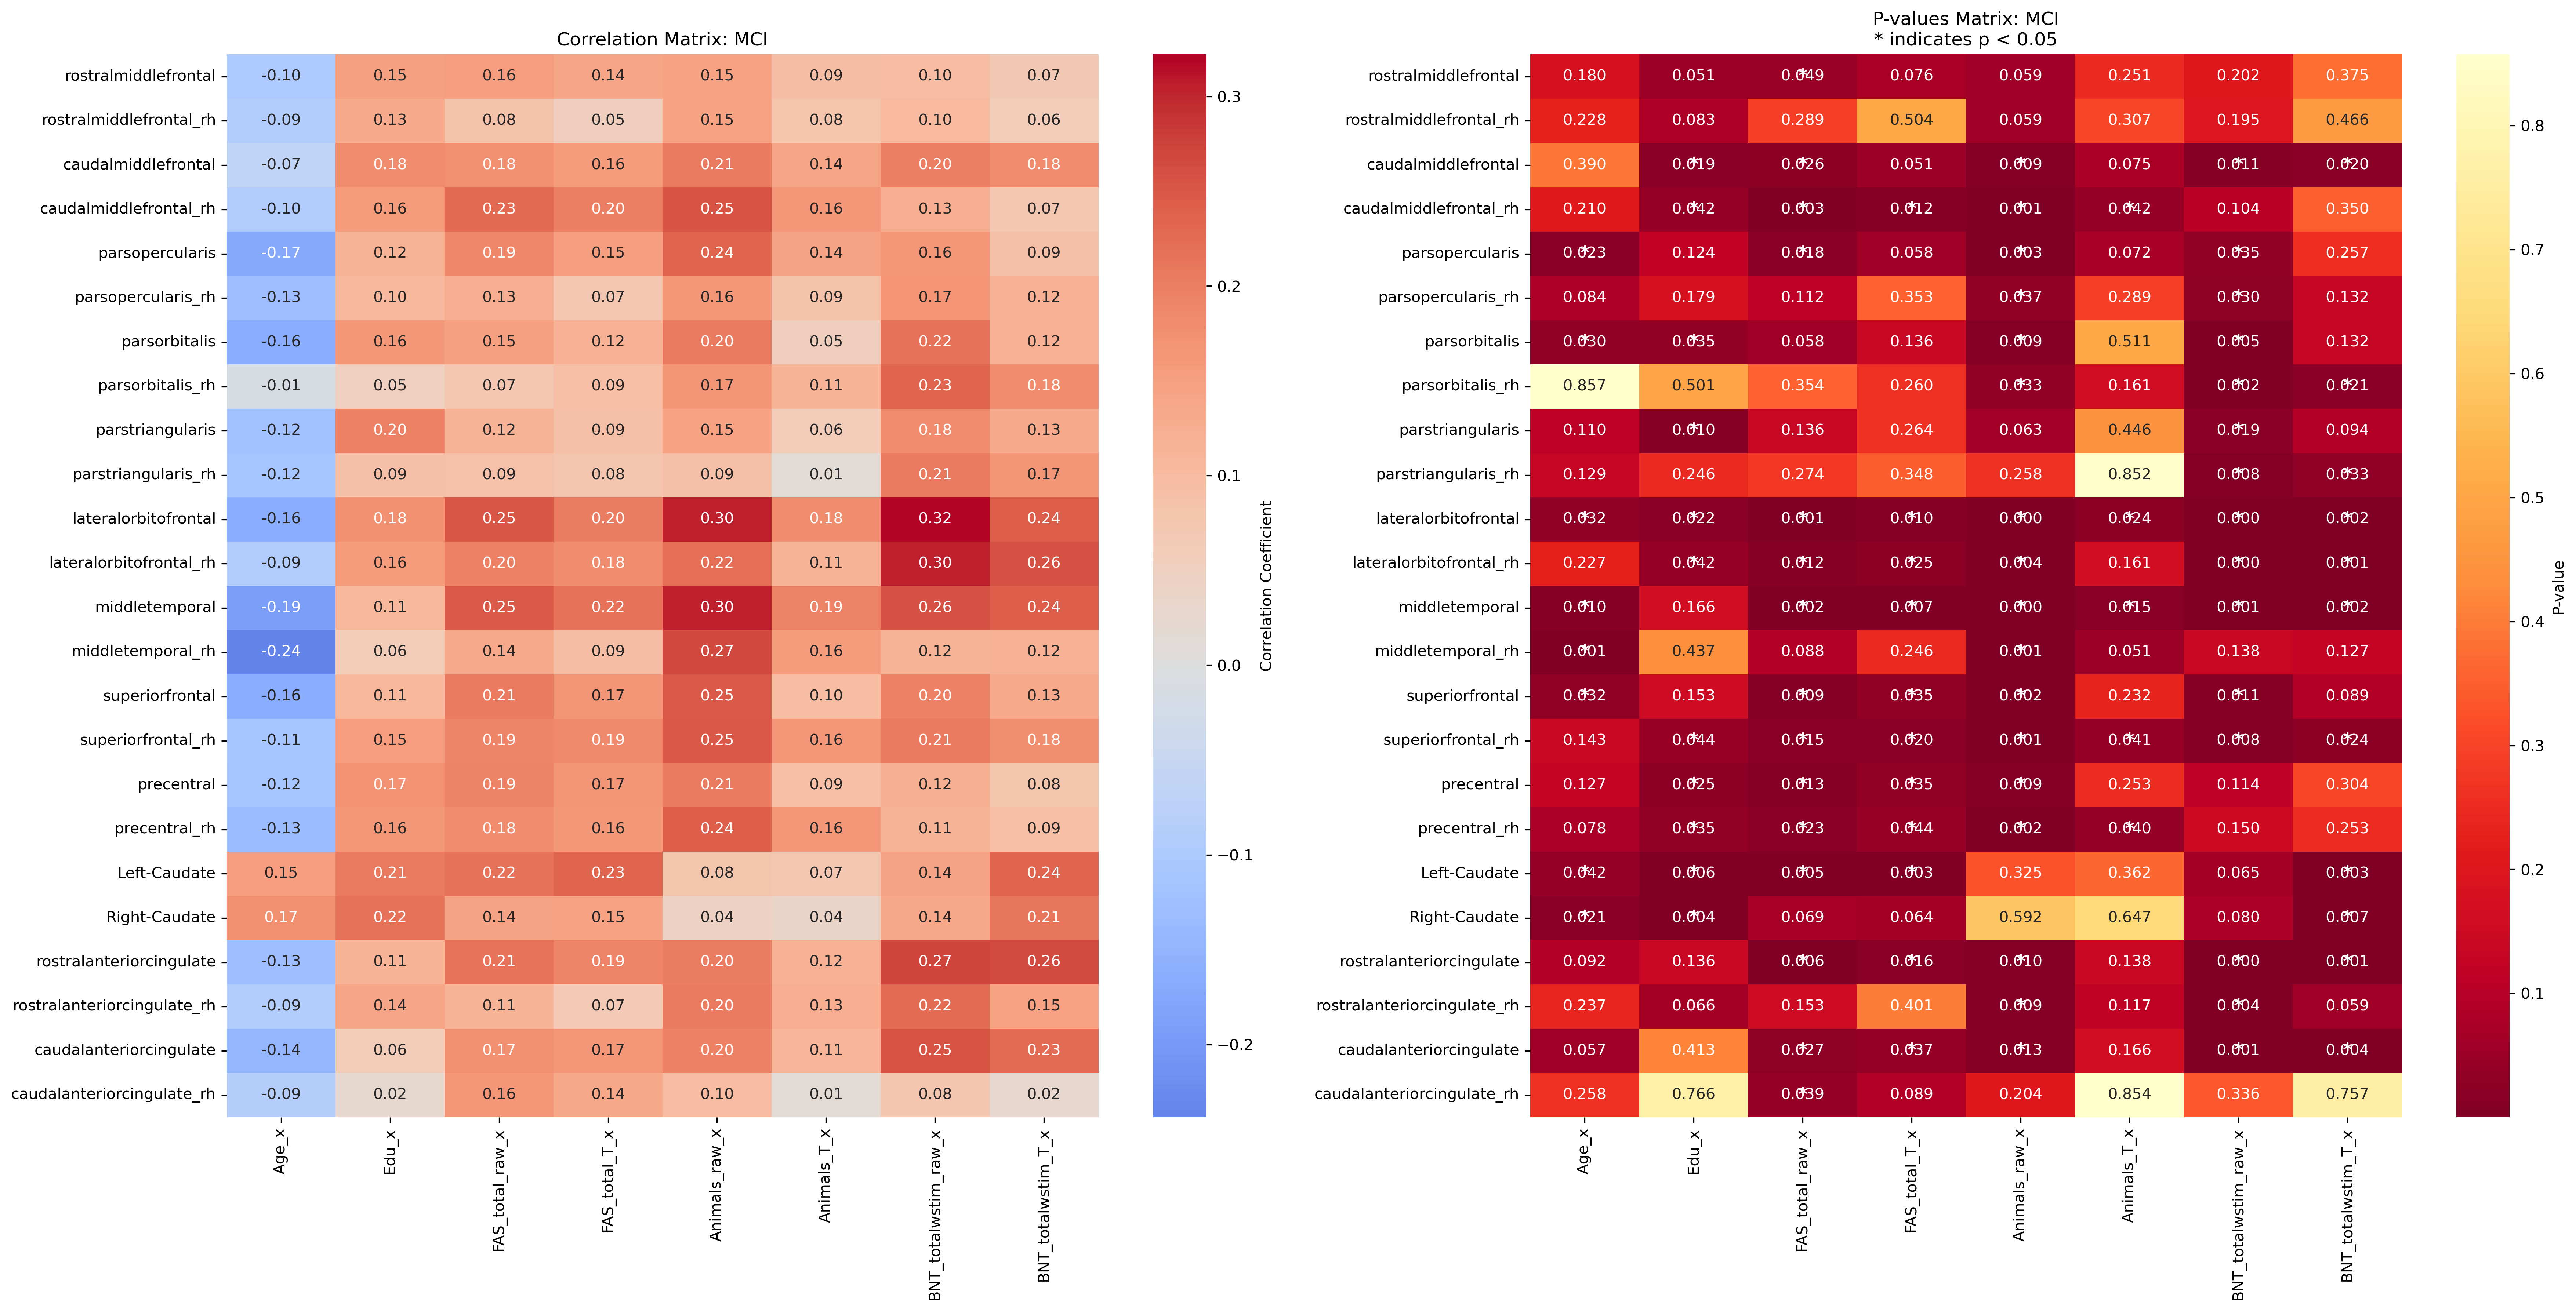 Correlation Matrix: MCI
rostralmiddlefrontal -0.10 0.15 0.16 0.14 0.15 0.09 0.10 0.07
rostralmiddlefrontal_rh -0.09 0.13 0.08 0.05 0.15 0.08 0.10 0.06
caudalmiddlefrontal -0.07 0.18 0.18 0.16 0.21 0.14 0.20 0.18
caudalmiddlefrontal_rh -0.10 0.16 0.23 0.20 0.25 0.16 0.13 0.07
parsopercularis -0.17 0.12 0.19 0.15 0.24 0.14 0.16 0.09
parsopercularis_rh -0.13 0.10 0.13 0.07 0.16 0.09 0.17 0.12
parsorbitalis -0.16 0.16 0.15 0.12 0.20 0.05 0.22 0.12
parsorbitalis_rh -0.01 0.05 0.07 0.09 0.17 0.11 0.23 0.18
parstriangularis -0.12 0.20 0.12 0.09 0.15 0.06 0.18 0.13
parstriangularis_rh -0.12 0.09 0.09 0.08 0.09 0.01 0.21 0.17
lateralorbitofrontal -0.16 0.18 0.25 0.20 0.30 0.18 0.32 0.24
lateralorbitofrontal_rh -0.09 0.16 0.20 0.18 0.22 0.11 0.30 0.26
middletemporal -0.19 0.11 0.25 0.22 0.30 0.19 0.26 0.24
middletemporal_rh -0.24 0.06 0.14 0.09 0.27 0.16 0.12 0.12
superiorfrontal -0.16 0.11 0.21 0.17 0.25 0.10 0.20 0.13
superiorfrontal_rh -0.11 0.15 0.19 0.19 0.25 0.16 0.21 0.18
precentral -0.12 0.17 0.19 0.17 0.21 0.09 0.12 0.08
precentral_rh -0.13 0.16 0.18 0.16 0.24 0.16 0.11 0.09
Left-Caudate 0.15 0.21 0.22 0.23 0.08 0.07 0.14 0.24
Right-Caudate 0.17 0.22 0.14 0.15 0.04 0.04 0.14 0.21
rostralanteriorcingulate -0.13 0.11 0.21 0.19 0.20 0.12 0.27 0.26
rostralanteriorcingulate_rh -0.09 0.14 0.11 0.07 0.20 0.13 0.22 0.15
caudalanteriorcingulate -0.14 0.06 0.17 0.17 0.20 0.11 0.25 0.23
caudalanteriorcingulate_rh -0.09 0.02 0.16 0.14 0.10 0.01 0.08 0.02
Age_x
Edu_x
FAS_total_raw_x
FAS_total_T_x
Animals_raw_x
Animals_T_x
BNT_totalwstim_raw_x
BNT_totalwstim_T_x
0.3
0.2
0.1
0.0
−0.1
−0.2
Correlation Coefficient
P-values Matrix: MCI
* indicates p < 0.05
rostralmiddlefrontal 0.180 0.051 0.049* 0.076 0.059 0.251 0.202 0.375
rostralmiddlefrontal_rh 0.228 0.083 0.289 0.504 0.059 0.307 0.195 0.466
caudalmiddlefrontal 0.390 0.019* 0.026* 0.051 0.009* 0.075 0.011* 0.020*
caudalmiddlefrontal_rh 0.210 0.042* 0.003* 0.012* 0.001* 0.042* 0.104 0.350
parsopercularis 0.023* 0.124 0.018* 0.058 0.003* 0.072 0.035* 0.257
parsopercularis_rh 0.084 0.179 0.112 0.353 0.037* 0.289 0.030* 0.132
parsorbitalis 0.030* 0.035* 0.058 0.136 0.009* 0.511 0.005* 0.132
parsorbitalis_rh 0.857 0.501 0.354 0.260 0.033* 0.161 0.002* 0.021*
parstriangularis 0.110 0.010* 0.136 0.264 0.063 0.446 0.019* 0.094
parstriangularis_rh 0.129 0.246 0.274 0.348 0.258 0.852 0.008* 0.033*
lateralorbitofrontal 0.032* 0.022* 0.001* 0.010* 0.000* 0.024* 0.000* 0.002*
lateralorbitofrontal_rh 0.227 0.042* 0.012* 0.025* 0.004* 0.161 0.000* 0.001*
middletemporal 0.010* 0.166 0.002* 0.007* 0.000* 0.015* 0.001* 0.002*
middletemporal_rh 0.001* 0.437 0.088 0.246 0.001* 0.051 0.138 0.127
superiorfrontal 0.032* 0.153 0.009* 0.035* 0.002* 0.232 0.011* 0.089
superiorfrontal_rh 0.143 0.044* 0.015* 0.020* 0.001* 0.041* 0.008* 0.024*
precentral 0.127 0.025* 0.013* 0.035* 0.009* 0.253 0.114 0.304
precentral_rh 0.078 0.035* 0.023* 0.044* 0.002* 0.040* 0.150 0.253
Left-Caudate 0.042* 0.006* 0.005* 0.003* 0.325 0.362 0.065 0.003*
Right-Caudate 0.021* 0.004* 0.069 0.064 0.592 0.647 0.080 0.007*
rostralanteriorcingulate 0.092 0.136 0.006* 0.016* 0.010* 0.138 0.000* 0.001*
rostralanteriorcingulate_rh 0.237 0.066 0.153 0.401 0.009* 0.117 0.004* 0.059
caudalanteriorcingulate 0.057 0.413 0.027* 0.037* 0.013* 0.166 0.001* 0.004*
caudalanteriorcingulate_rh 0.258 0.766 0.039* 0.089 0.204 0.854 0.336 0.757
Age_x
Edu_x
FAS_total_raw_x
FAS_total_T_x
Animals_raw_x
Animals_T_x
BNT_totalwstim_raw_x
BNT_totalwstim_T_x
0.8
0.7
0.6
0.5
0.4
0.3
0.2
0.1
P-value